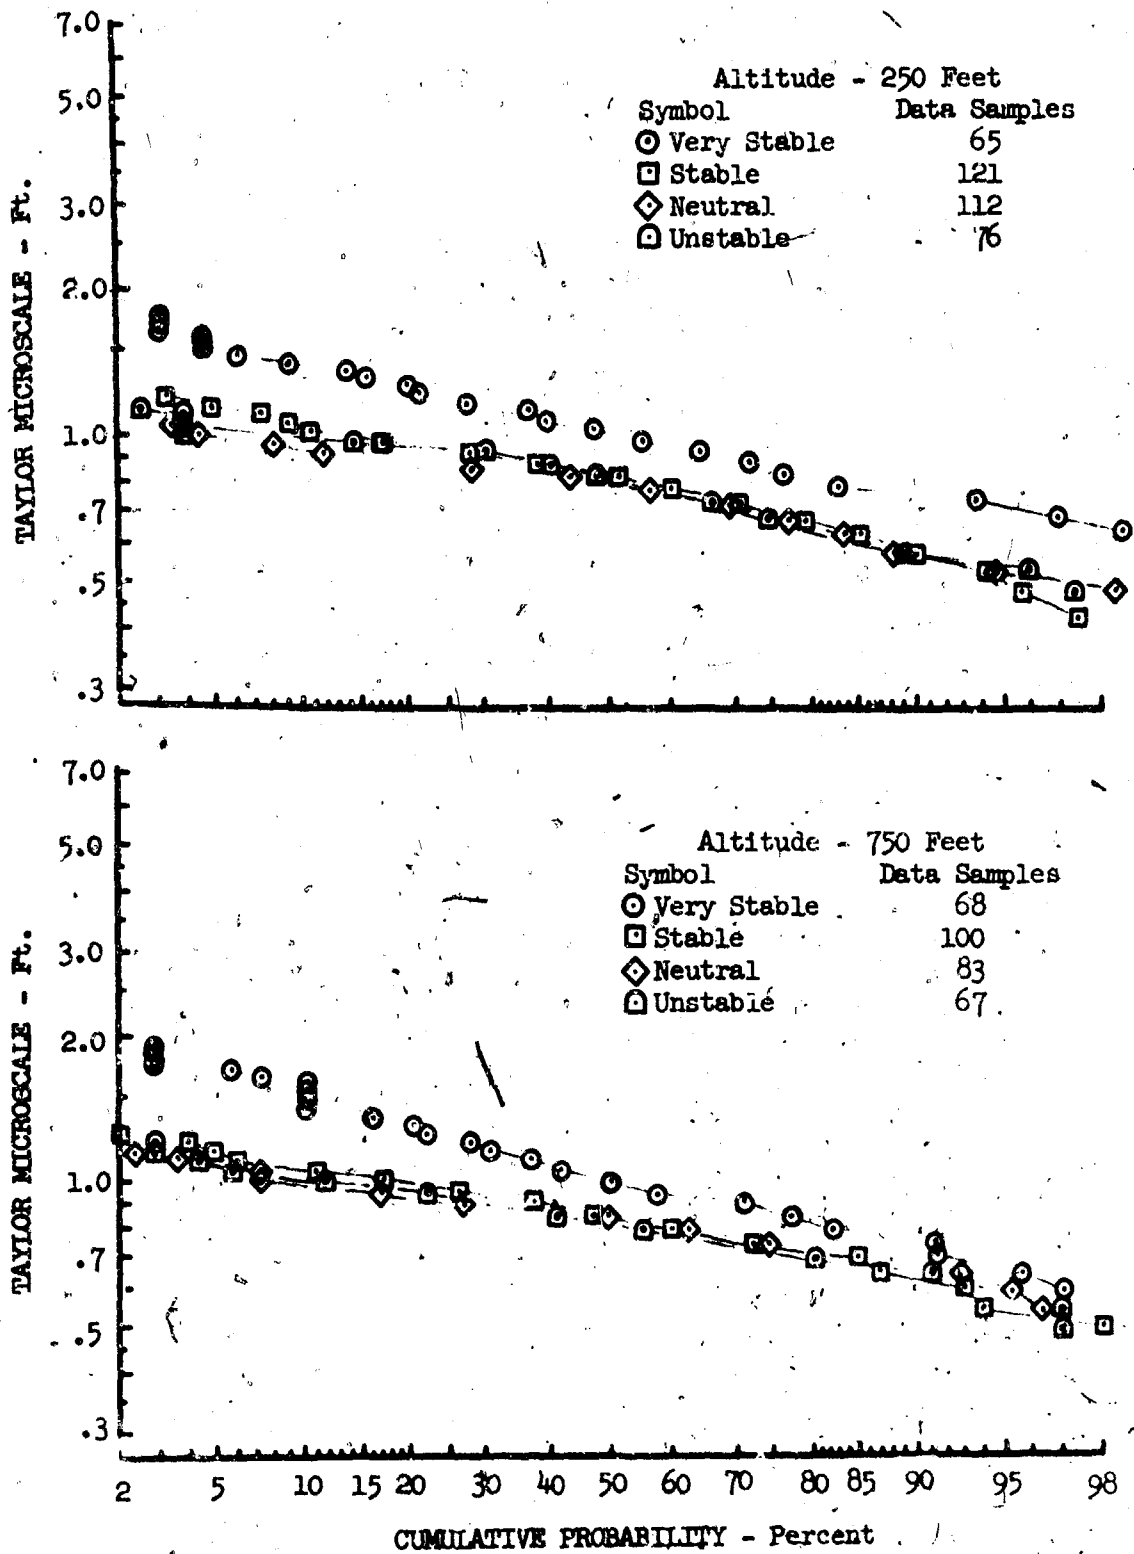 7.0
5.0
3.0
2.0
1.0
.7
.5
.3
TAYLOR MICROSCALE - Ft.
Altitude - 250 Feet
Symbol Data Samples
Very Stable 65
Stable 121
Neutral 112
Unstable 76
7.0
5.0
3.0
2.0
1.0
.7
.5
.3
TAYLOR MICROSCALE - Ft.
Altitude - 750 Feet
Symbol Data Samples
Very Stable 68
Stable 100
Neutral 83
Unstable 67
2 5 10 15 20 30 40 50 60 70 80 85 90 95 98
CUMULATIVE PROBABILITY - Percent